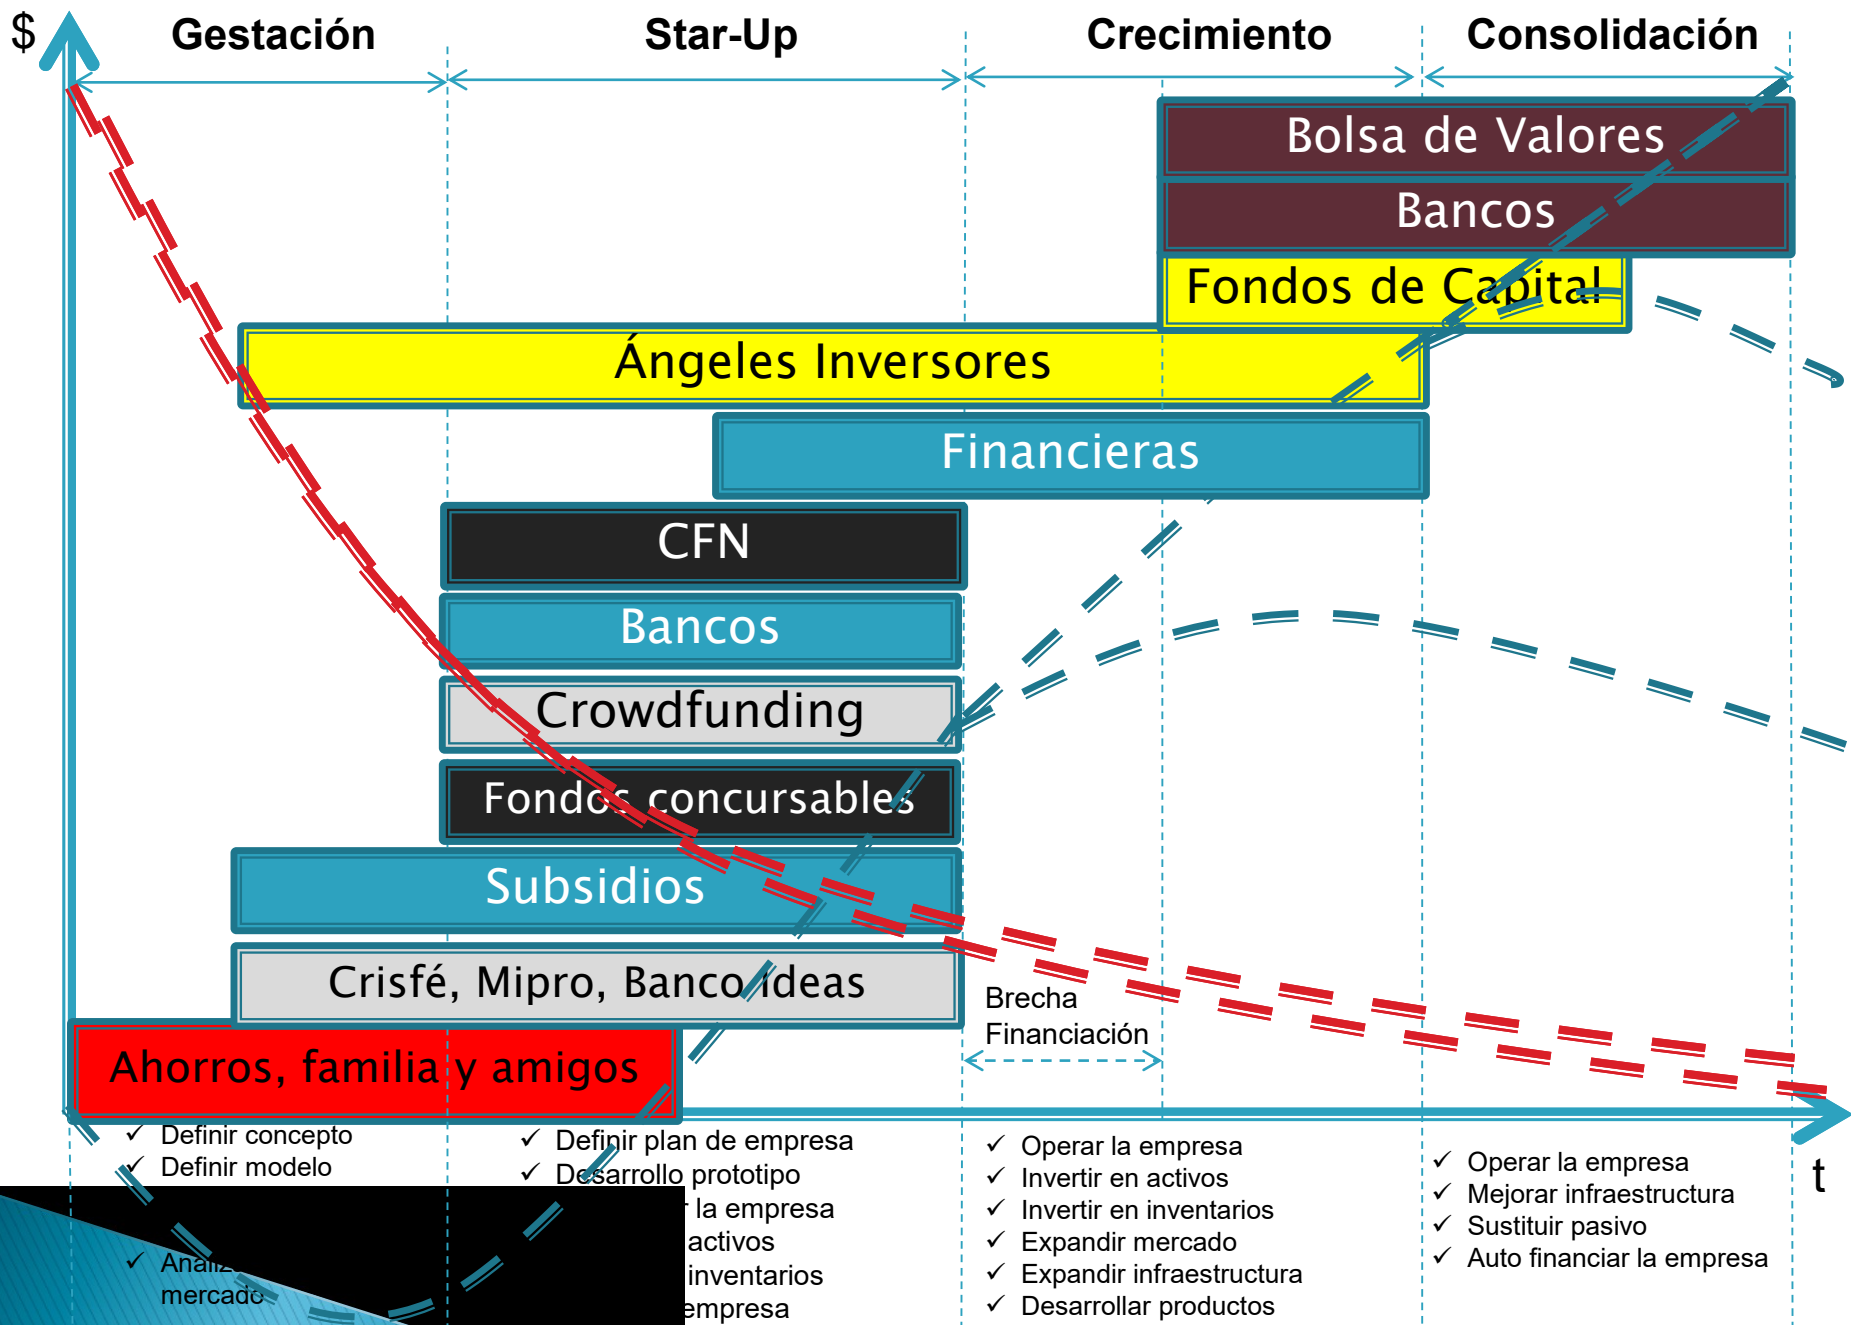 $
Gestación
Star-Up
Crecimiento
Consolidación
Bolsa de Valores
Bancos
Fondos de Capital
Ángeles Inversores
Financieras
CFN
Bancos
Crowdfunding
Fondos concursables
Subsidios
Crisfé, Mipro, Banco Ideas
Brecha
Financiación
Ahorros, familia y amigos
✓ Definir concepto
✓ Definir modelo
mercado
✓ Definir plan de empresa
✓ Desarrollo prototipo
la empresa
activos
inventarios
empresa
✓ Operar la empresa
✓ Invertir en activos
✓ Invertir en inventarios
✓ Expandir mercado
✓ Expandir infraestructura
✓ Desarrollar productos
✓ Operar la empresa
✓ Mejorar infraestructura
✓ Sustituir pasivo
✓ Auto financiar la empresa
t